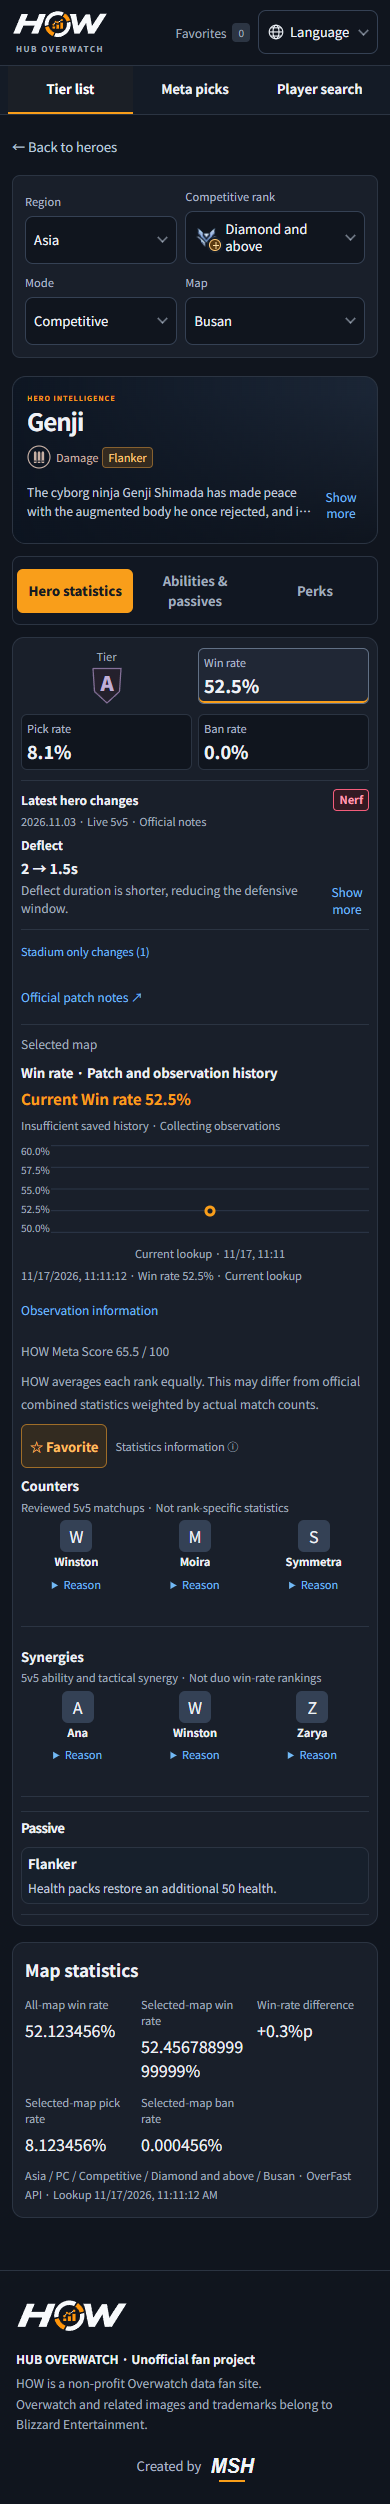 HOW
HUB OVERWATCH
Favorites 0
Language
Tier list Meta picks Player search
← Back to heroes
Region
Asia
Competitive rank
Diamond and
above
Mode
Competitive
Map
Busan
HERO INTELLIGENCE
Genji
Damage Flanker
The cyborg ninja Genji Shimada has made peace
with the augmented body he once rejected, and i…
Show
more
Hero statistics
Abilities &
passives
Perks
Tier
A
Win rate
52.5%
Pick rate
8.1%
Ban rate
0.0%
Latest hero changes
Nerf
2026.11.03 · Live 5v5 · Official notes
Deflect
2 → 1.5s
Deflect duration is shorter, reducing the defensive
window.
Show
more
Stadium only changes (1)
Official patch notes ↗
Selected map
Win rate · Patch and observation history
Current Win rate 52.5%
Insufficient saved history · Collecting observations
60.0%
57.5%
55.0%
52.5%
50.0%
Current lookup · 11/17, 11:11
11/17/2026, 11:11:12 · Win rate 52.5% · Current lookup
Observation information
HOW Meta Score 65.5 / 100
HOW averages each rank equally. This may differ from official
combined statistics weighted by actual match counts.
☆ Favorite
Statistics information ⓘ
Counters
Reviewed 5v5 matchups · Not rank-specific statistics
W M S
Winston Moira Symmetra
▶ Reason ▶ Reason ▶ Reason
Synergies
5v5 ability and tactical synergy · Not duo win-rate rankings
A W Z
Ana Winston Zarya
▶ Reason ▶ Reason ▶ Reason
Passive
Flanker
Health packs restore an additional 50 health.
Map statistics
All-map win rate
52.123456%
Selected-map win
rate
52.456788999
99999%
Win-rate difference
+0.3%p
Selected-map pick
rate
8.123456%
Selected-map ban
rate
0.000456%
Asia / PC / Competitive / Diamond and above / Busan · OverFast
API · Lookup 11/17/2026, 11:11:12 AM
HOW
HUB OVERWATCH · Unofficial fan project
HOW is a non-profit Overwatch data fan site.
Overwatch and related images and trademarks belong to
Blizzard Entertainment.
Created by MSH